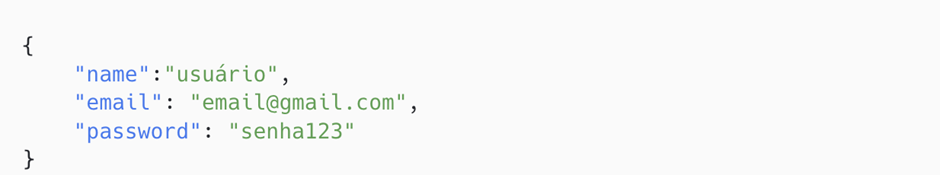 {
    "name":"usuário",
    "email": "email@gmail.com",
    "password": "senha123"
}